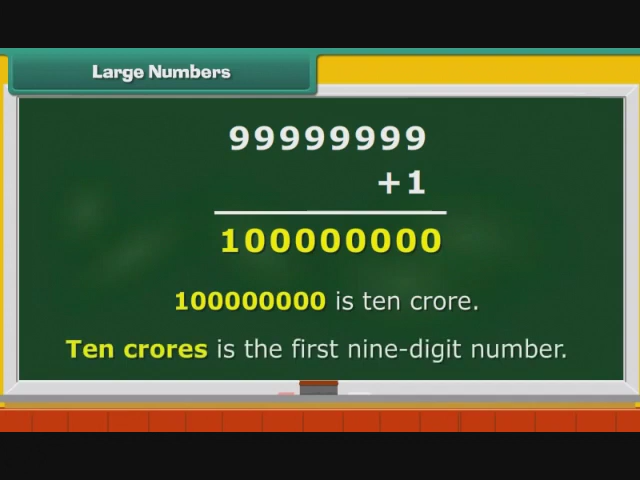 Large Numbers
99999999
+1
100000000
100000000 is ten crore.
Ten crores is the first nine-digit number.